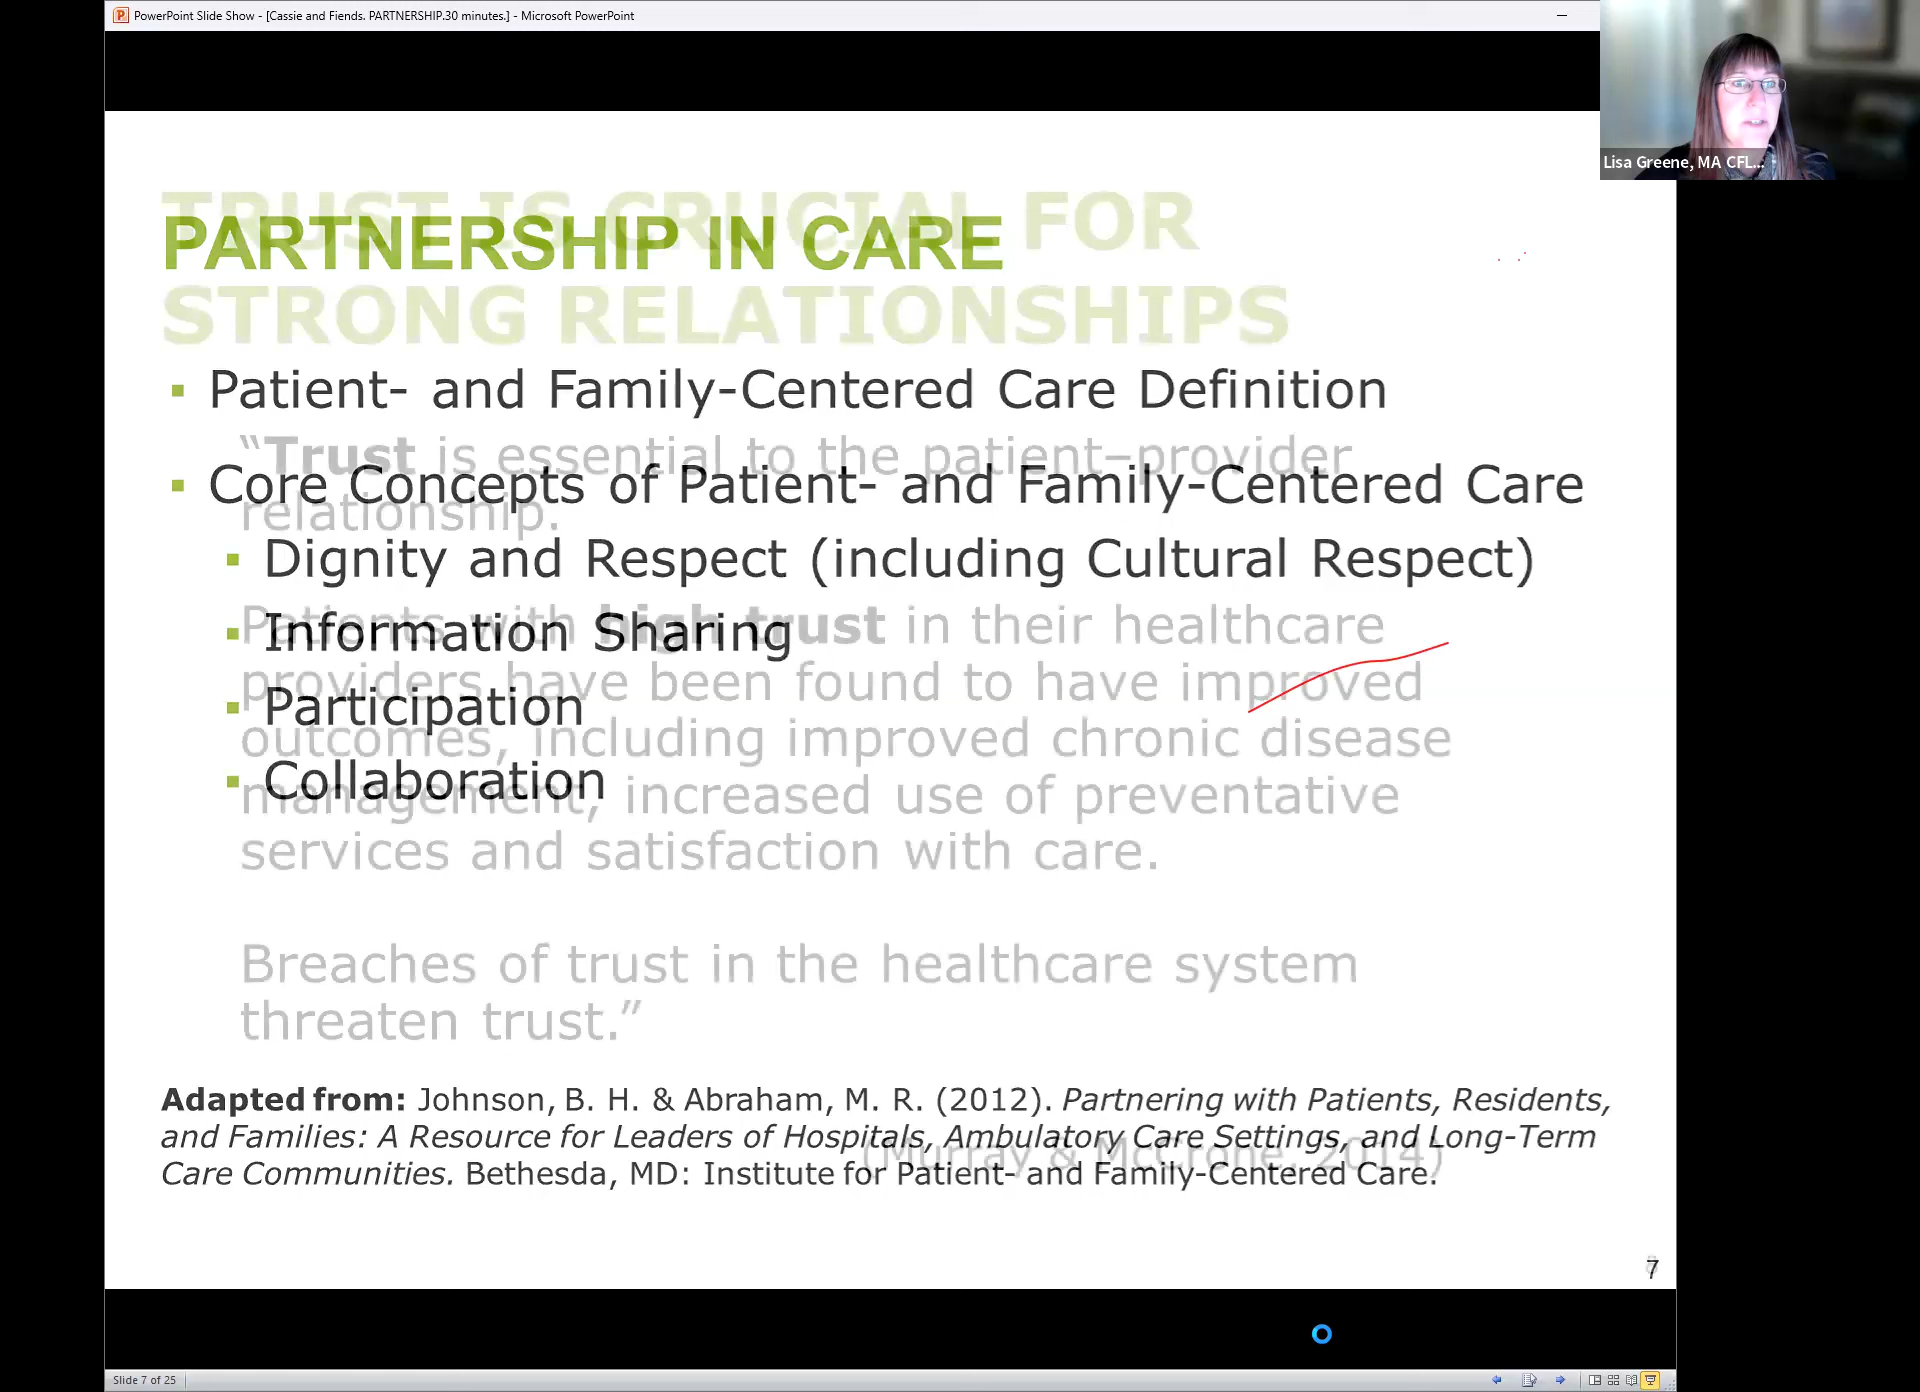 PowerPoint Slide Show - [Cassie and Fiends. PARTNERSHIP.30 minutes.] - Microsoft PowerPoint
Lisa Greene, MA CFL...
TRUST IS CRUCIAL FOR
PARTNERSHIP IN CARE
STRONG RELATIONSHIPS
Patient- and Family-Centered Care Definition
“Trust is essential to the patient–provider
Core Concepts of Patient- and Family-Centered Care
relationship.
Dignity and Respect (including Cultural Respect)
Patients with high trust in their healthcare
Information Sharing
providers have been found to have improved
Participation
outcomes, including improved chronic disease
Collaboration
management, increased use of preventative
services and satisfaction with care.
Breaches of trust in the healthcare system
threaten trust.”
Adapted from: Johnson, B. H. & Abraham, M. R. (2012). Partnering with Patients, Residents,
and Families: A Resource for Leaders of Hospitals, Ambulatory Care Settings, and Long-Term
(Murray & McCrone, 2014)
Care Communities. Bethesda, MD: Institute for Patient- and Family-Centered Care.
7
Slide 7 of 25